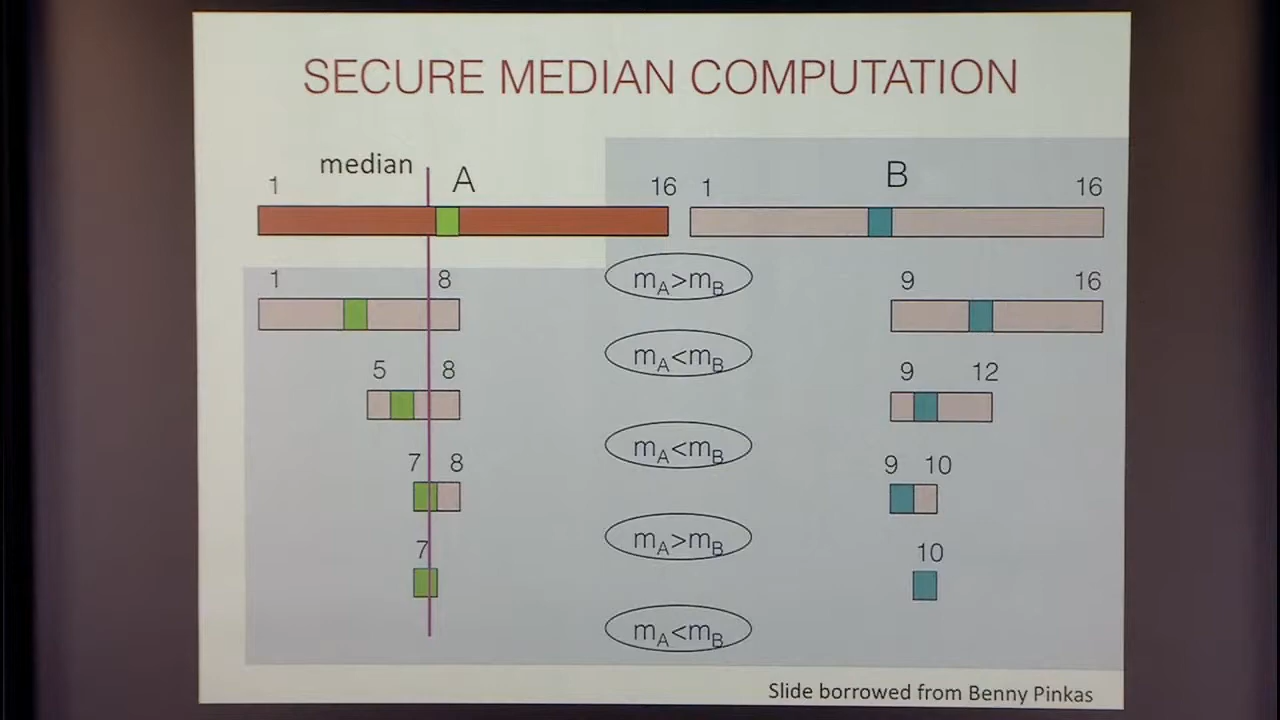 SECURE MEDIAN COMPUTATION
median A B
1 16 1 16
mA>mB
1 8 9 16
mA<mB
5 8 9 12
mA<mB
7 8 9 10
mA>mB
7 10
mA<mB
Slide borrowed from Benny Pinkas